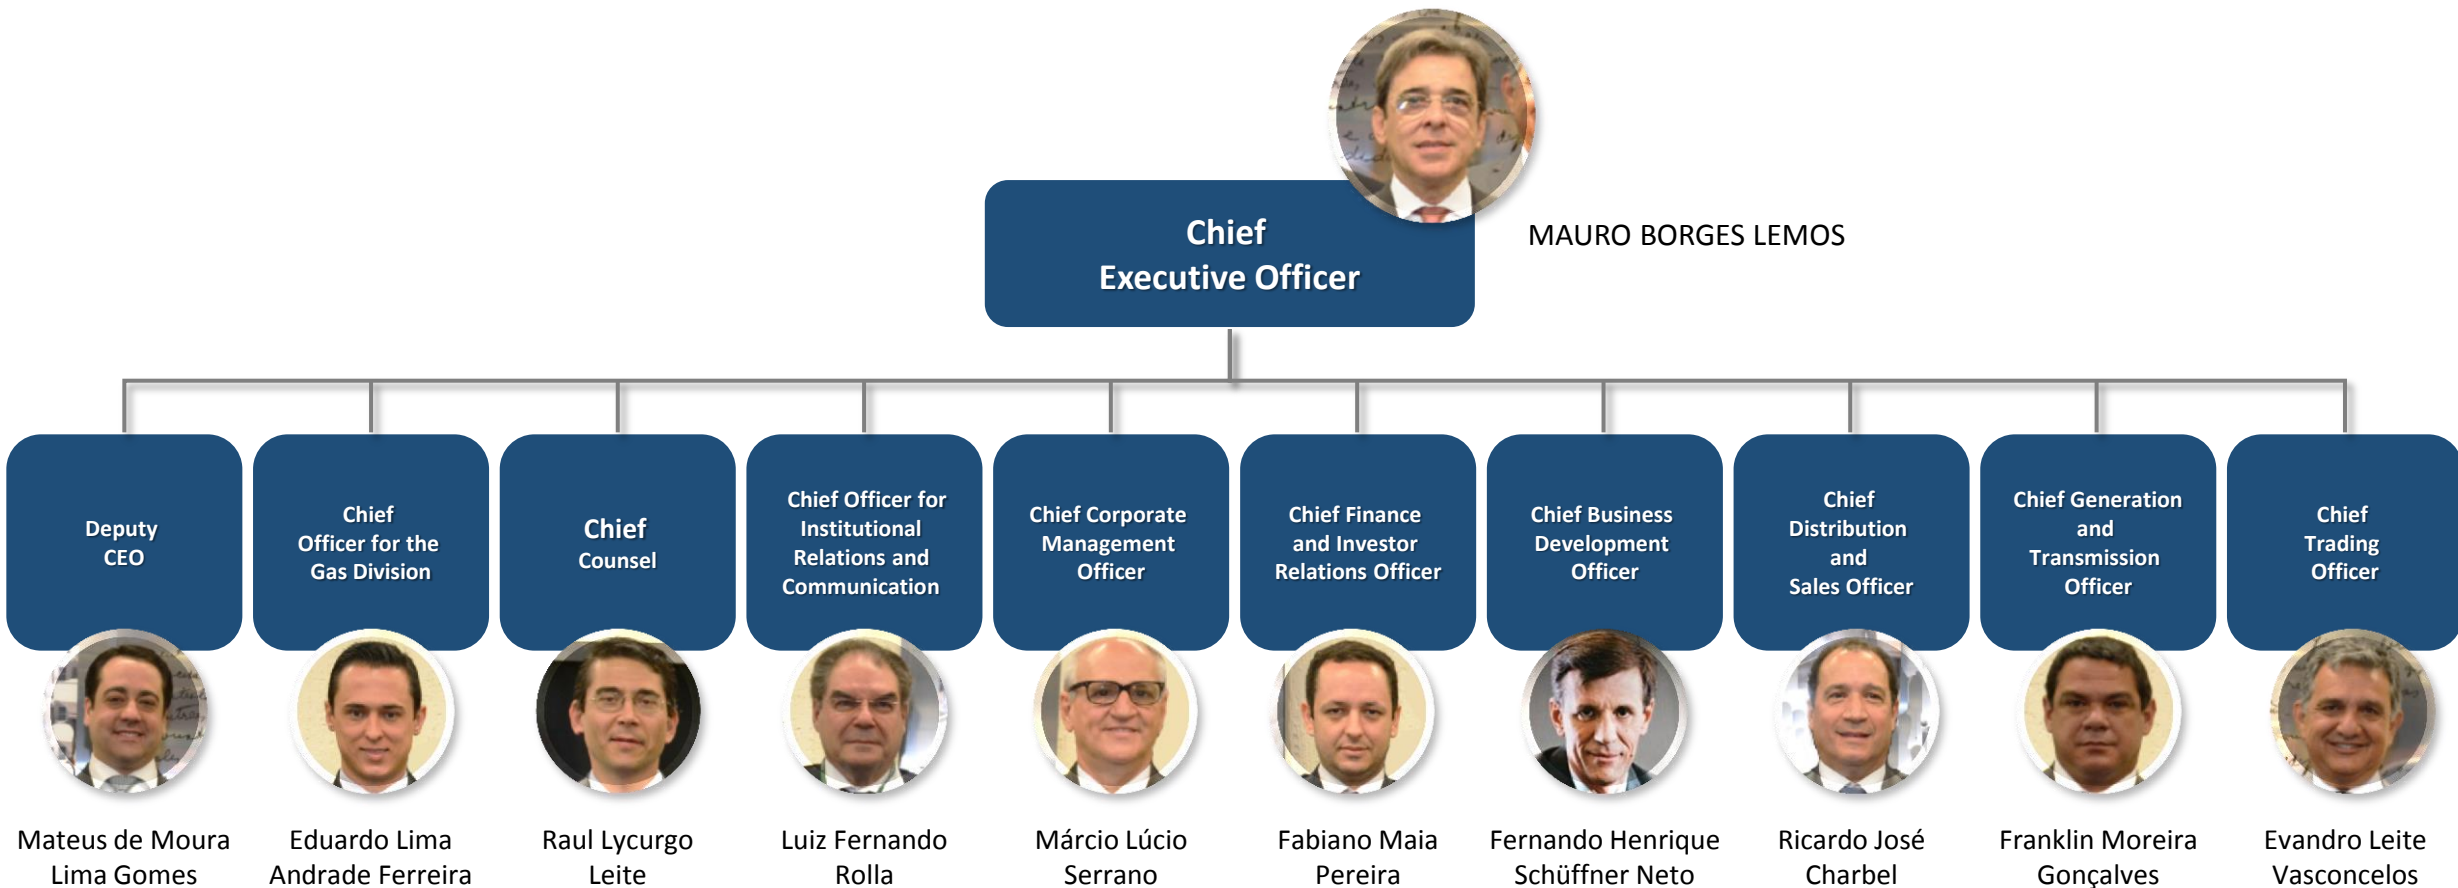 Chief
Executive Officer
MAURO BORGES LEMOS
Deputy
CEO
Chief
Officer for the
Gas Division
Chief
Counsel
Chief Officer for
Institutional
Relations and
Communication
Chief Corporate
Management
Officer
Chief Finance
and Investor
Relations Officer
Chief Business
Development
Officer
Chief
Distribution
and
Sales Officer
Chief Generation
and
Transmission
Officer
Chief
Trading
Officer
Mateus de Moura
Lima Gomes
Eduardo Lima
Andrade Ferreira
Raul Lycurgo
Leite
Luiz Fernando
Rolla
Márcio Lúcio
Serrano
Fabiano Maia
Pereira
Fernando Henrique
Schüffner Neto
Ricardo José
Charbel
Franklin Moreira
Gonçalves
Evandro Leite
Vasconcelos